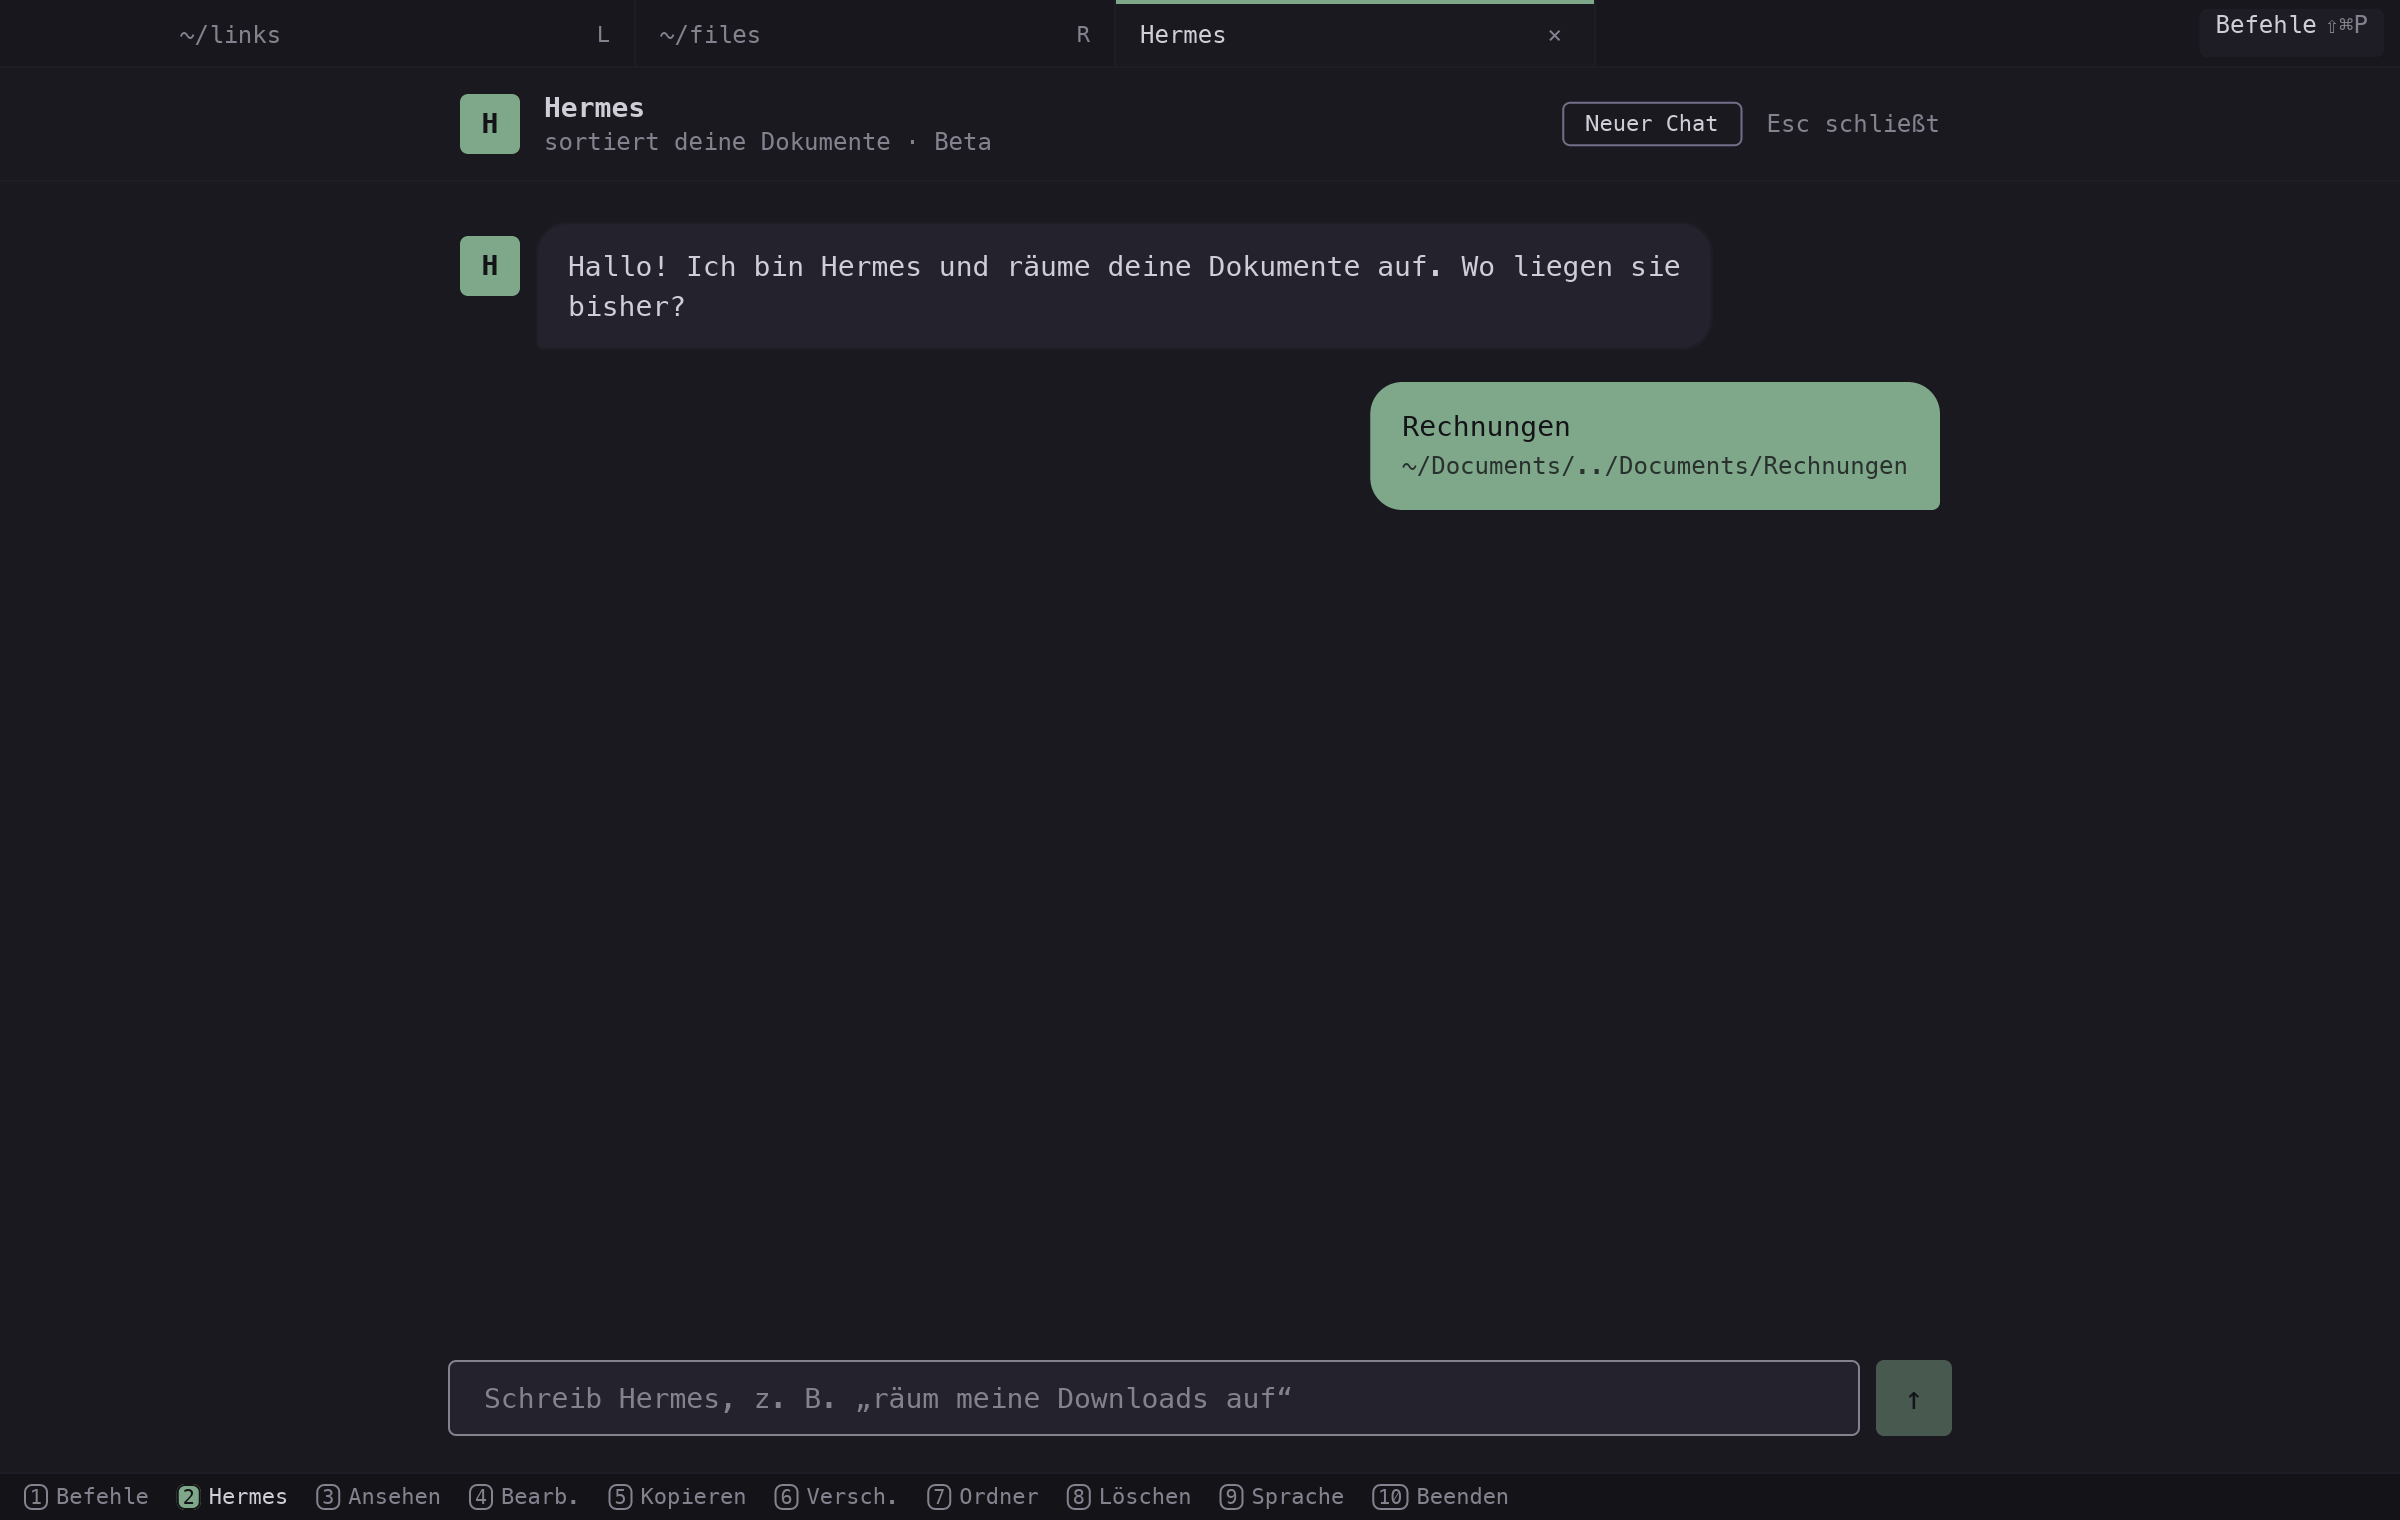 ~/links L ~/files R Hermes × Befehle ⇧⌘P
H Hermes Neuer Chat Esc schließt
sortiert deine Dokumente · Beta
H Hallo! Ich bin Hermes und räume deine Dokumente auf. Wo liegen sie
bisher?
Rechnungen
~/Documents/../Documents/Rechnungen
Schreib Hermes, z. B. „räum meine Downloads auf“ ↑
1 Befehle 2 Hermes 3 Ansehen 4 Bearb. 5 Kopieren 6 Versch. 7 Ordner 8 Löschen 9 Sprache 10 Beenden